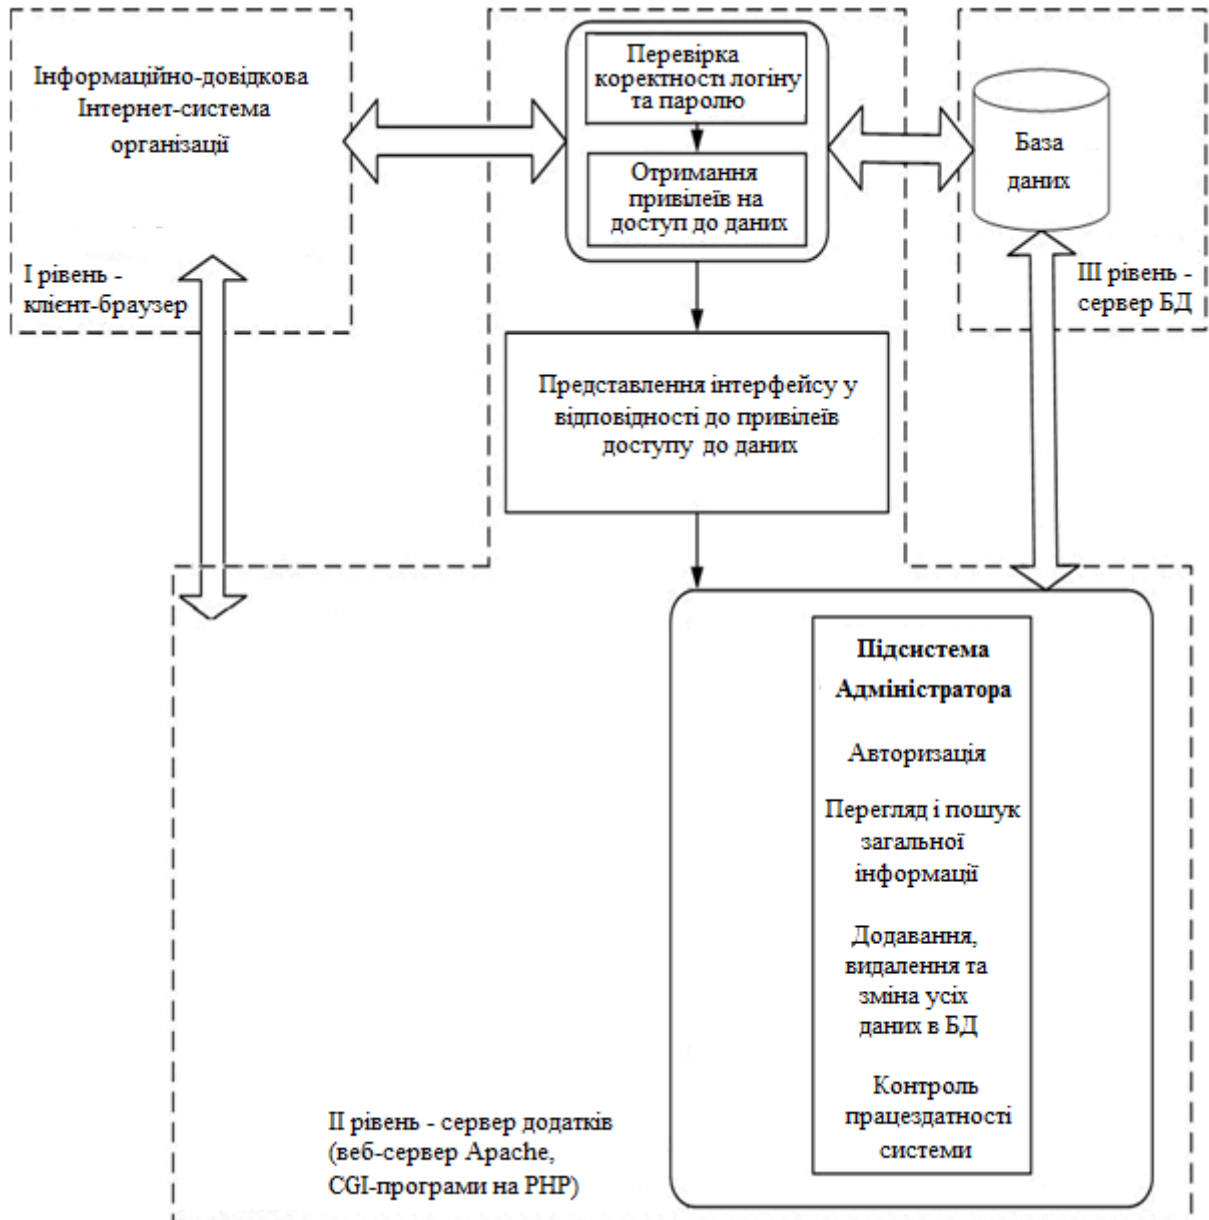 Інформаційно-довідкова
Інтернет-система
організації
І рівень -
клієнт-браузер
Перевірка
коректності логіну
та паролю
Отримання
привілеїв на
доступ до даних
База
даних
ІІІ рівень -
сервер БД
Представлення інтерфейсу у
відповідності до привілеїв
доступу до даних
Підсистема
Адміністратора
Авторизація
Перегляд і пошук
загальної
інформації
Додавання,
видалення та
зміна усіх
даних в БД
Контроль
працездатності
системи
ІІ рівень - сервер додатків
(веб-сервер Apache,
CGI-програми на PHP)